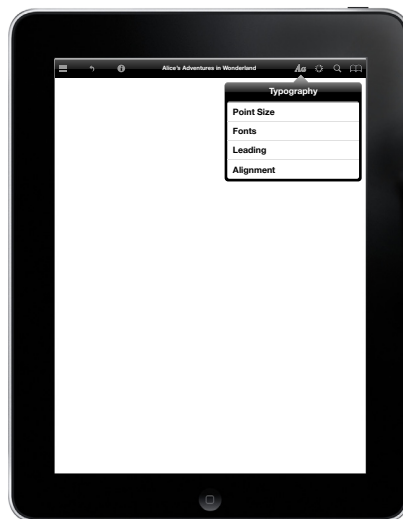 Alice's Adventures in Wonderland Aa
Typography
Point Size
Fonts
Leading
Alignment